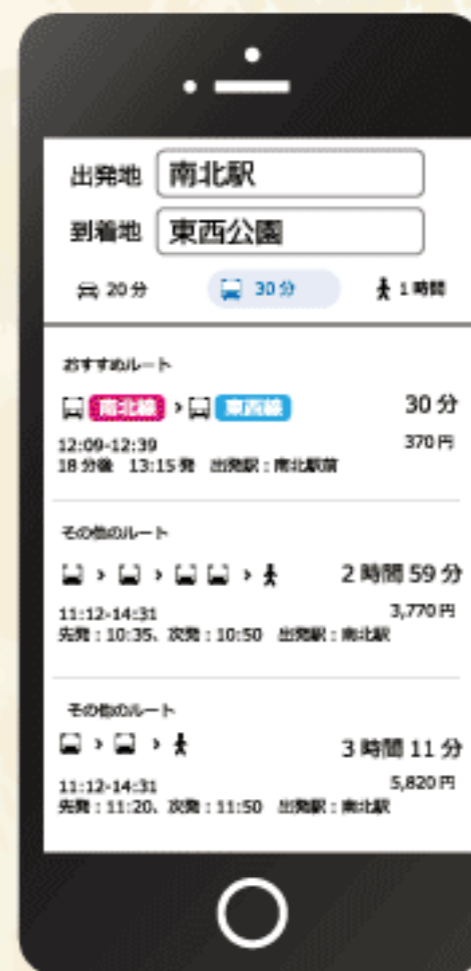 出発地 南北駅
到着地 東西公園
20分 30分 1時間
おすすめルート
南北線 > 東西線 30分
12:09-12:39 370円
18分後 13:15発 出発駅:南北駅前
その他のルート
> > > 2時間59分
11:12-14:31 3,770円
先発:10:35、次発:10:50 出発駅:南北駅
その他のルート
> > 3時間11分
11:12-14:31 5,820円
先発:11:20、次発:11:50 出発駅:南北駅